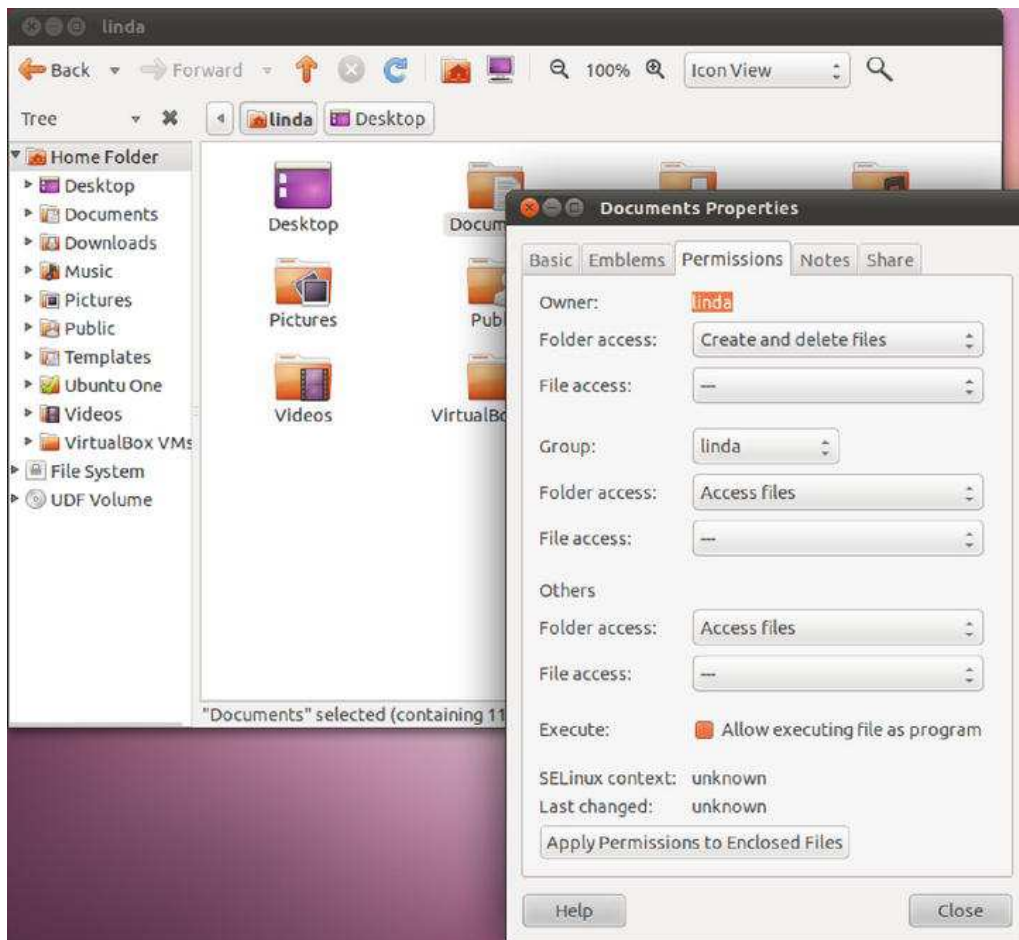 linda
Back Forward 100% Icon View
Tree linda Desktop
Home Folder
Desktop
Documents
Downloads
Music
Pictures
Public
Templates
Ubuntu One
Videos
VirtualBox VMs
File System
UDF Volume
Desktop Docum
Pictures Publ
Videos VirtualBo
"Documents" selected (containing 11
Documents Properties
Basic Emblems Permissions Notes Share
Owner: linda
Folder access: Create and delete files
File access: ---
Group: linda
Folder access: Access files
File access: ---
Others
Folder access: Access files
File access: ---
Execute: Allow executing file as program
SELinux context: unknown
Last changed: unknown
Apply Permissions to Enclosed Files
Help Close